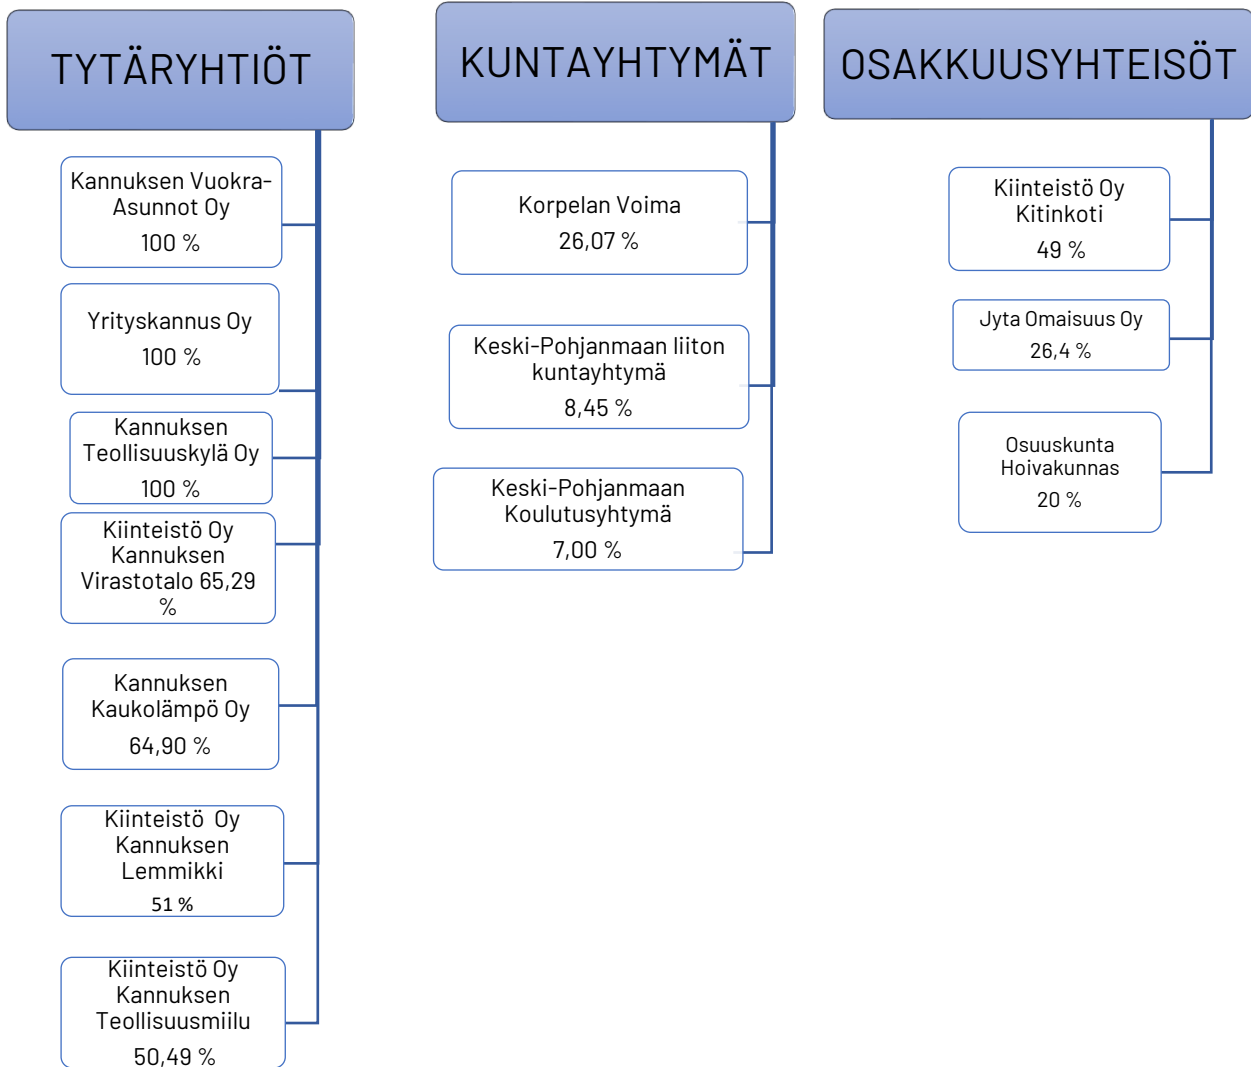 TYTÄRYHTIÖT
Kannuksen Vuokra-
Asunnot Oy
100 %
Yrityskannus Oy
100 %
Kannuksen
Teollisuuskylä Oy
100 %
Kiinteistö Oy
Kannuksen
Virastotalo 65,29
%
Kannuksen
Kaukolämpö Oy
64,90 %
Kiinteistö Oy
Kannuksen
Lemmikki
51 %
Kiinteistö Oy
Kannuksen
Teollisuusmiilu
50,49 %
KUNTAYHTYMÄT
Korpelan Voima
26,07 %
Keski-Pohjanmaan liiton
kuntayhtymä
8,45 %
Keski-Pohjanmaan
Koulutusyhtymä
7,00 %
OSAKKUUSYHTEISÖT
Kiinteistö Oy
Kitinkoti
49 %
Jyta Omaisuus Oy
26,4 %
Osuuskunta
Hoivakunnas
20 %